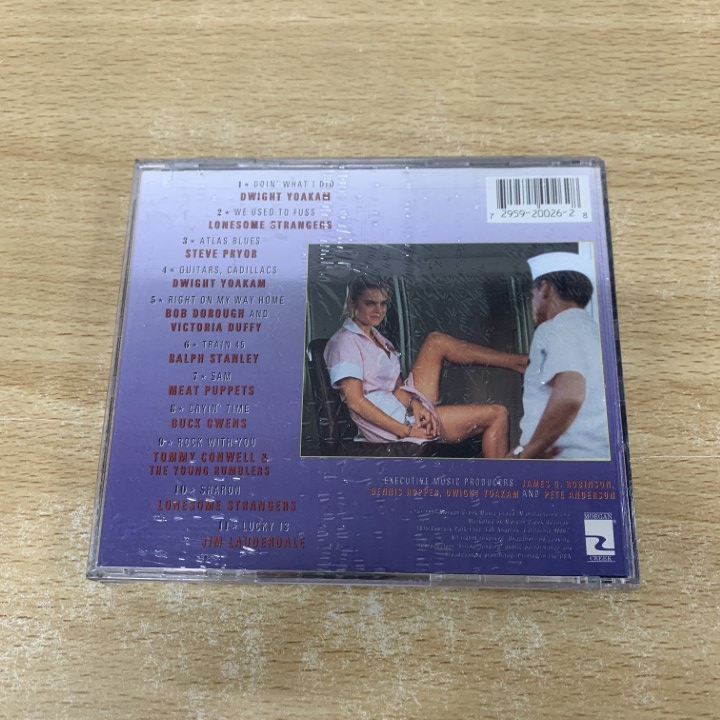 1 ★ DOIN' WHAT I DID
DWIGHT YOAKAM
2 ★ WE USED TO FUSS
LONESOME STRANGERS
3 ★ ATLAS BLUES
STEVE PRYOR
4 ★ GUITARS, CADILLACS
DWIGHT YOAKAM
5 ★ RIGHT ON MY WAY HOME
BOB DOROUGH AND
VICTORIA DUFFY
6 ★ TRAIN 45
RALPH STANLEY
7 ★ SAM
MEAT PUPPETS
8 ★ CRYIN' TIME
BUCK OWENS
9 ★ ROCK WITH YOU
TOMMY CONWELL &
THE YOUNG RUMBLERS
10 ★ SHARON
LONESOME STRANGERS
11 ★ LUCKY 13
JIM LAUDERDALE
7 2959-20026-2 8
EXECUTIVE MUSIC PRODUCERS JAMES G. ROBINSON,
DENNIS HOPPER, DWIGHT YOAKAM AND PETE ANDERSON
MORGAN
CREEK